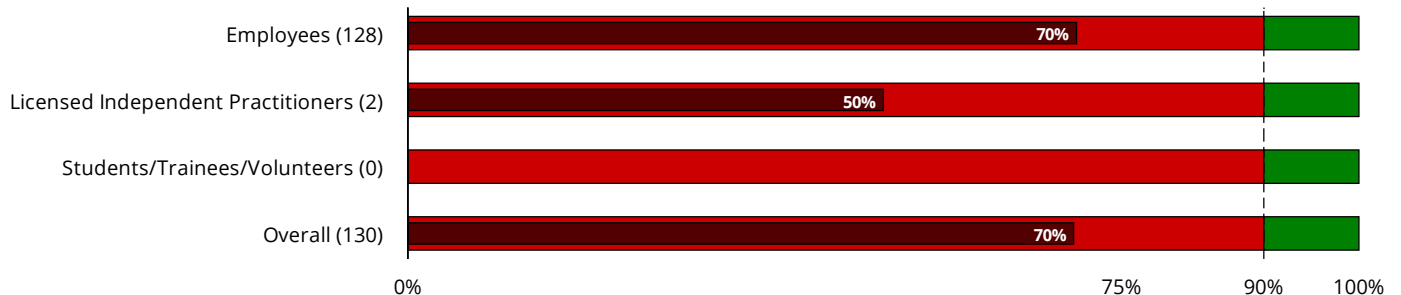 Employees (128)
70%
Licensed Independent Practitioners (2)
50%
Students/Trainees/Volunteers (0)
Overall (130)
70%
0%
75%
90%
100%